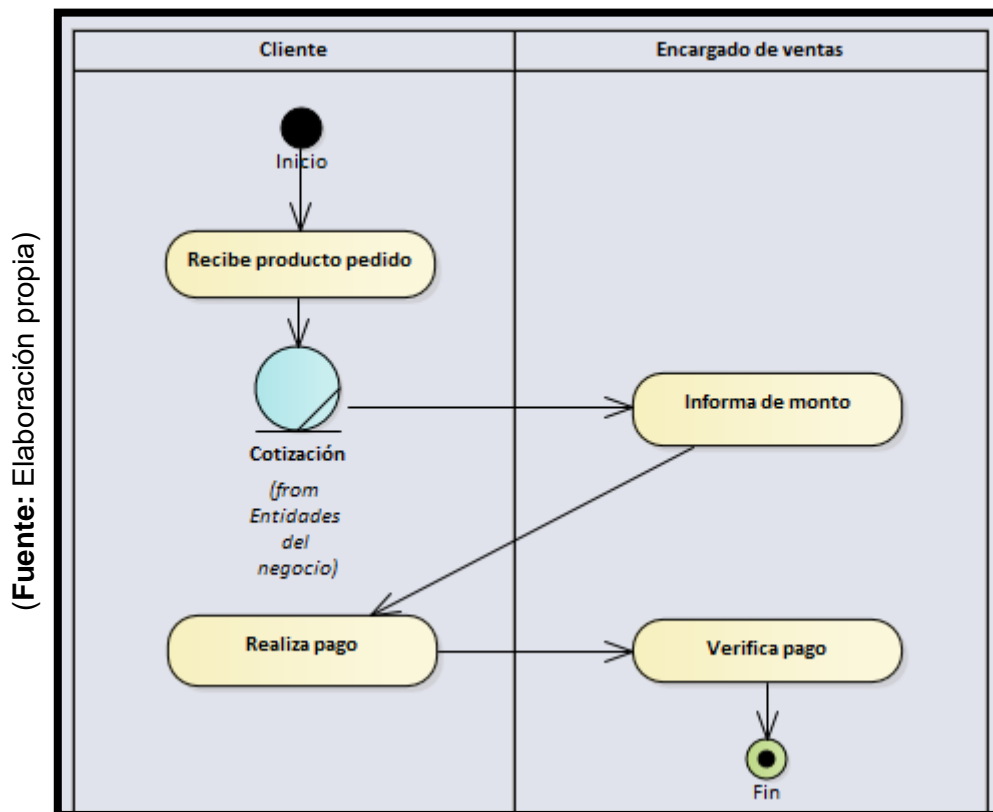 (Fuente: Elaboración propia)
Cliente
Encargado de ventas
Inicio
Recibe producto pedido
Cotización
(from
Entidades
del
negocio)
Informa de monto
Realiza pago
Verifica pago
Fin